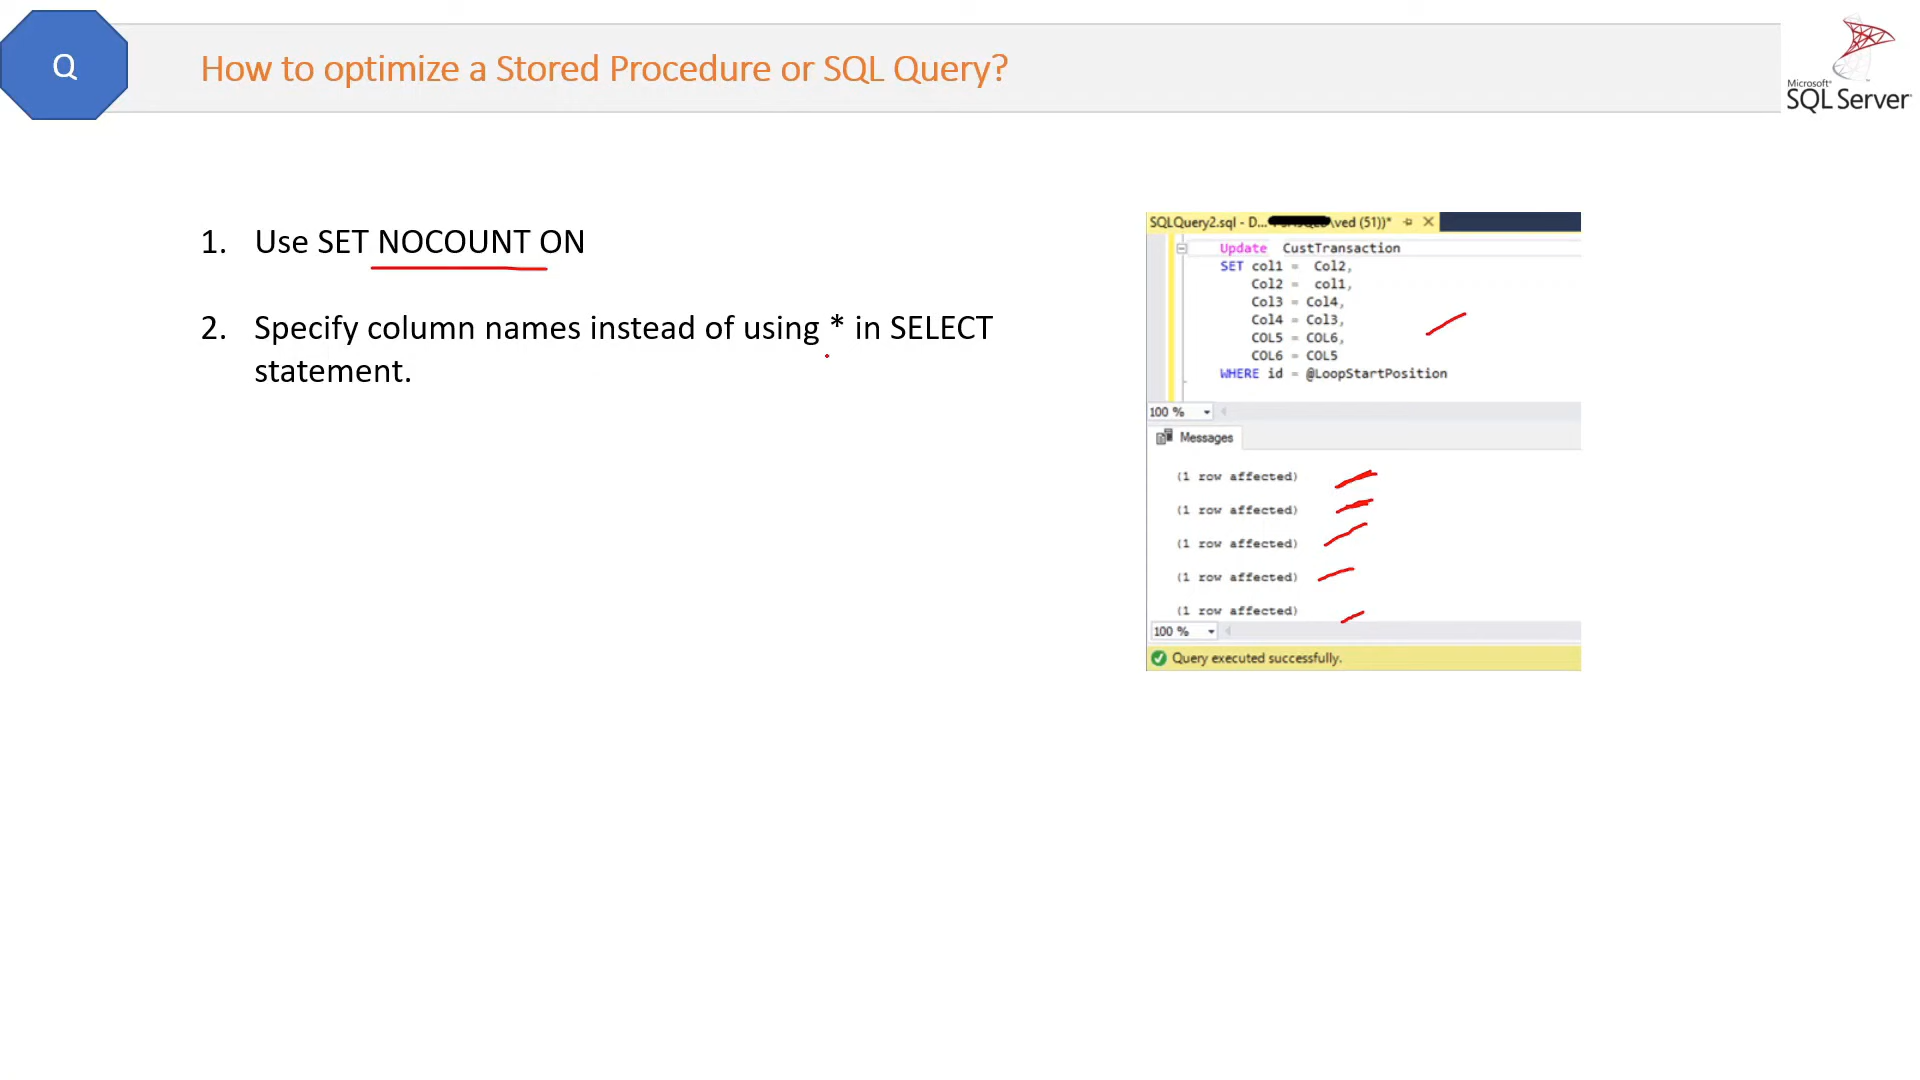 Q
How to optimize a Stored Procedure or SQL Query?
Microsoft®
SQL Server®
1. Use SET NOCOUNT ON
2. Specify column names instead of using * in SELECT
statement.
SQLQuery2.sql - D... \ved (51))*
Update CustTransaction
SET col1 = Col2,
Col2 = col1,
Col3 = Col4,
Col4 = Col3,
COL5 = COL6,
COL6 = COL5
WHERE id = @LoopStartPosition
100 %
Messages
(1 row affected)
(1 row affected)
(1 row affected)
(1 row affected)
(1 row affected)
100 %
Query executed successfully.